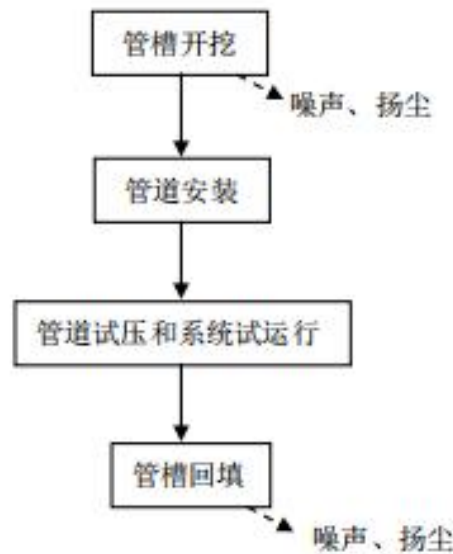 管槽开挖
噪声、扬尘
管道安装
管道试压和系统试运行
管槽回填
噪声、扬尘